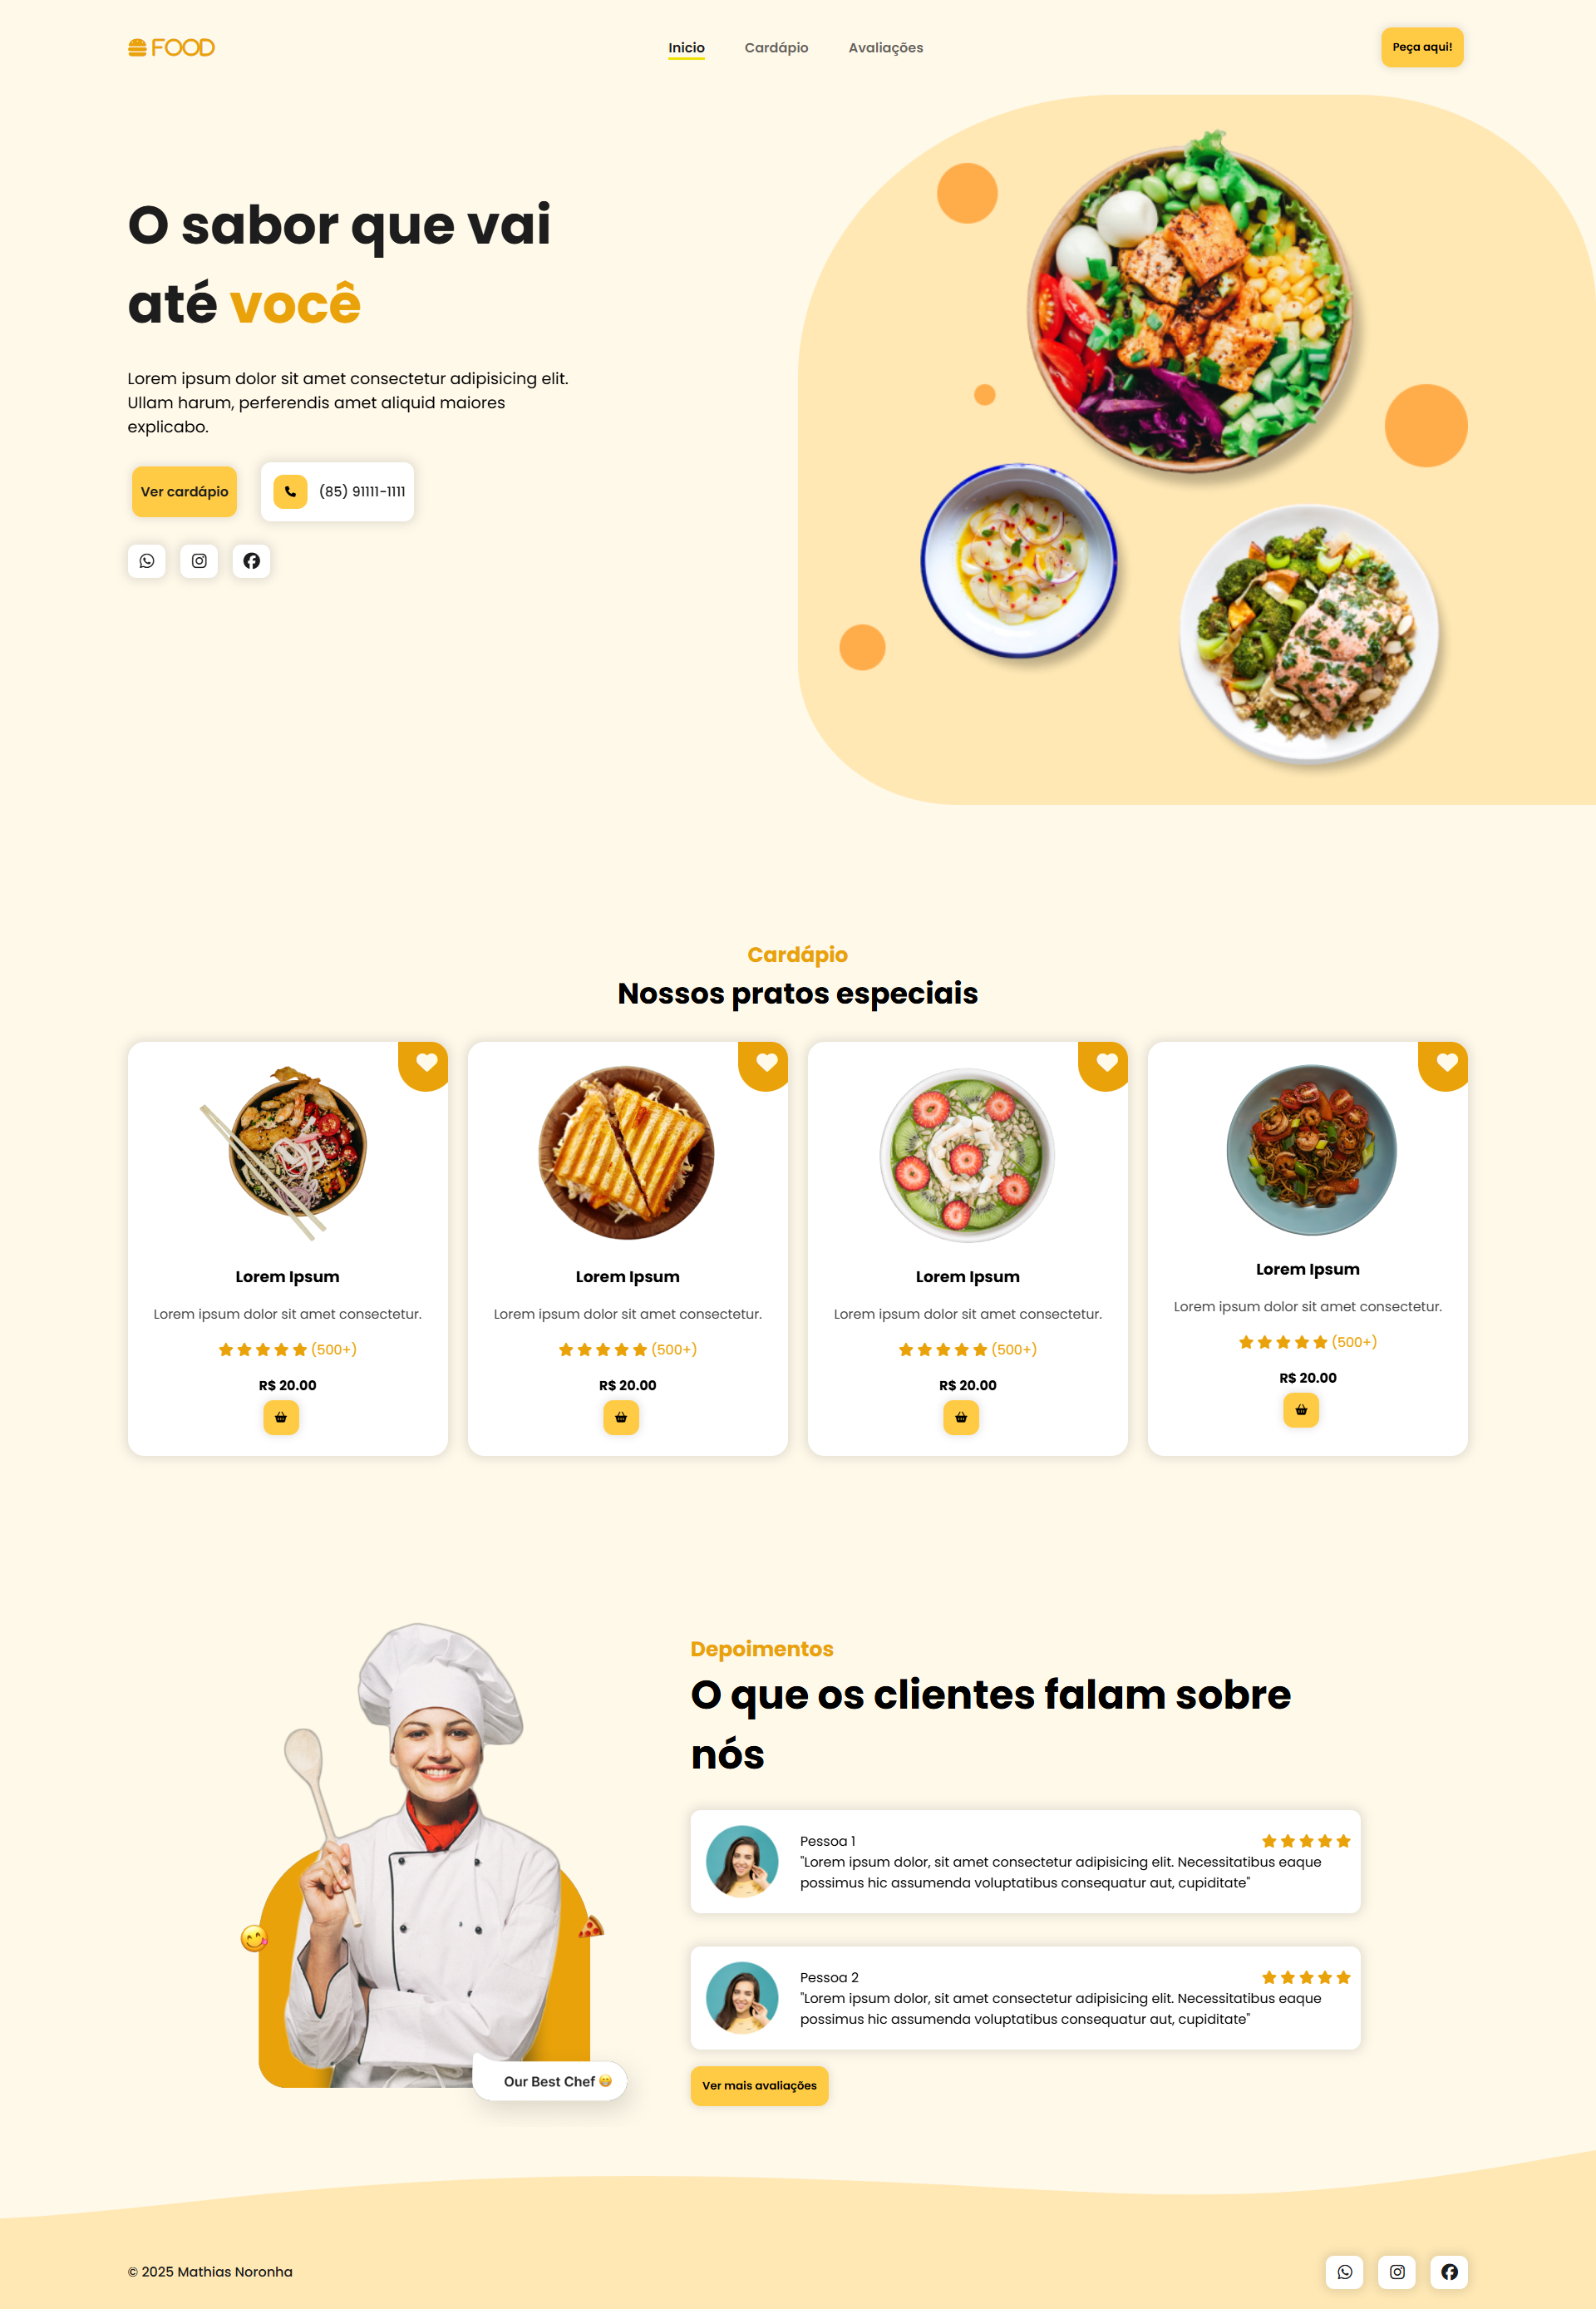 FOOD
Inicio
Cardápio
Avaliações
Peça aqui!
O sabor que vai
até você
Lorem ipsum dolor sit amet consectetur adipisicing elit.
Ullam harum, perferendis amet aliquid maiores
explicabo.
Ver cardápio
(85) 91111-1111
Cardápio
Nossos pratos especiais
Lorem Ipsum
Lorem ipsum dolor sit amet consectetur.
(500+)
R$ 20.00
Lorem Ipsum
Lorem ipsum dolor sit amet consectetur.
(500+)
R$ 20.00
Lorem Ipsum
Lorem ipsum dolor sit amet consectetur.
(500+)
R$ 20.00
Lorem Ipsum
Lorem ipsum dolor sit amet consectetur.
(500+)
R$ 20.00
Our Best Chef 😁
Depoimentos
O que os clientes falam sobre
nós
Pessoa 1
"Lorem ipsum dolor, sit amet consectetur adipisicing elit. Necessitatibus eaque
possimus hic assumenda voluptatibus consequatur aut, cupiditate"
Pessoa 2
"Lorem ipsum dolor, sit amet consectetur adipisicing elit. Necessitatibus eaque
possimus hic assumenda voluptatibus consequatur aut, cupiditate"
Ver mais avaliações
© 2025 Mathias Noronha